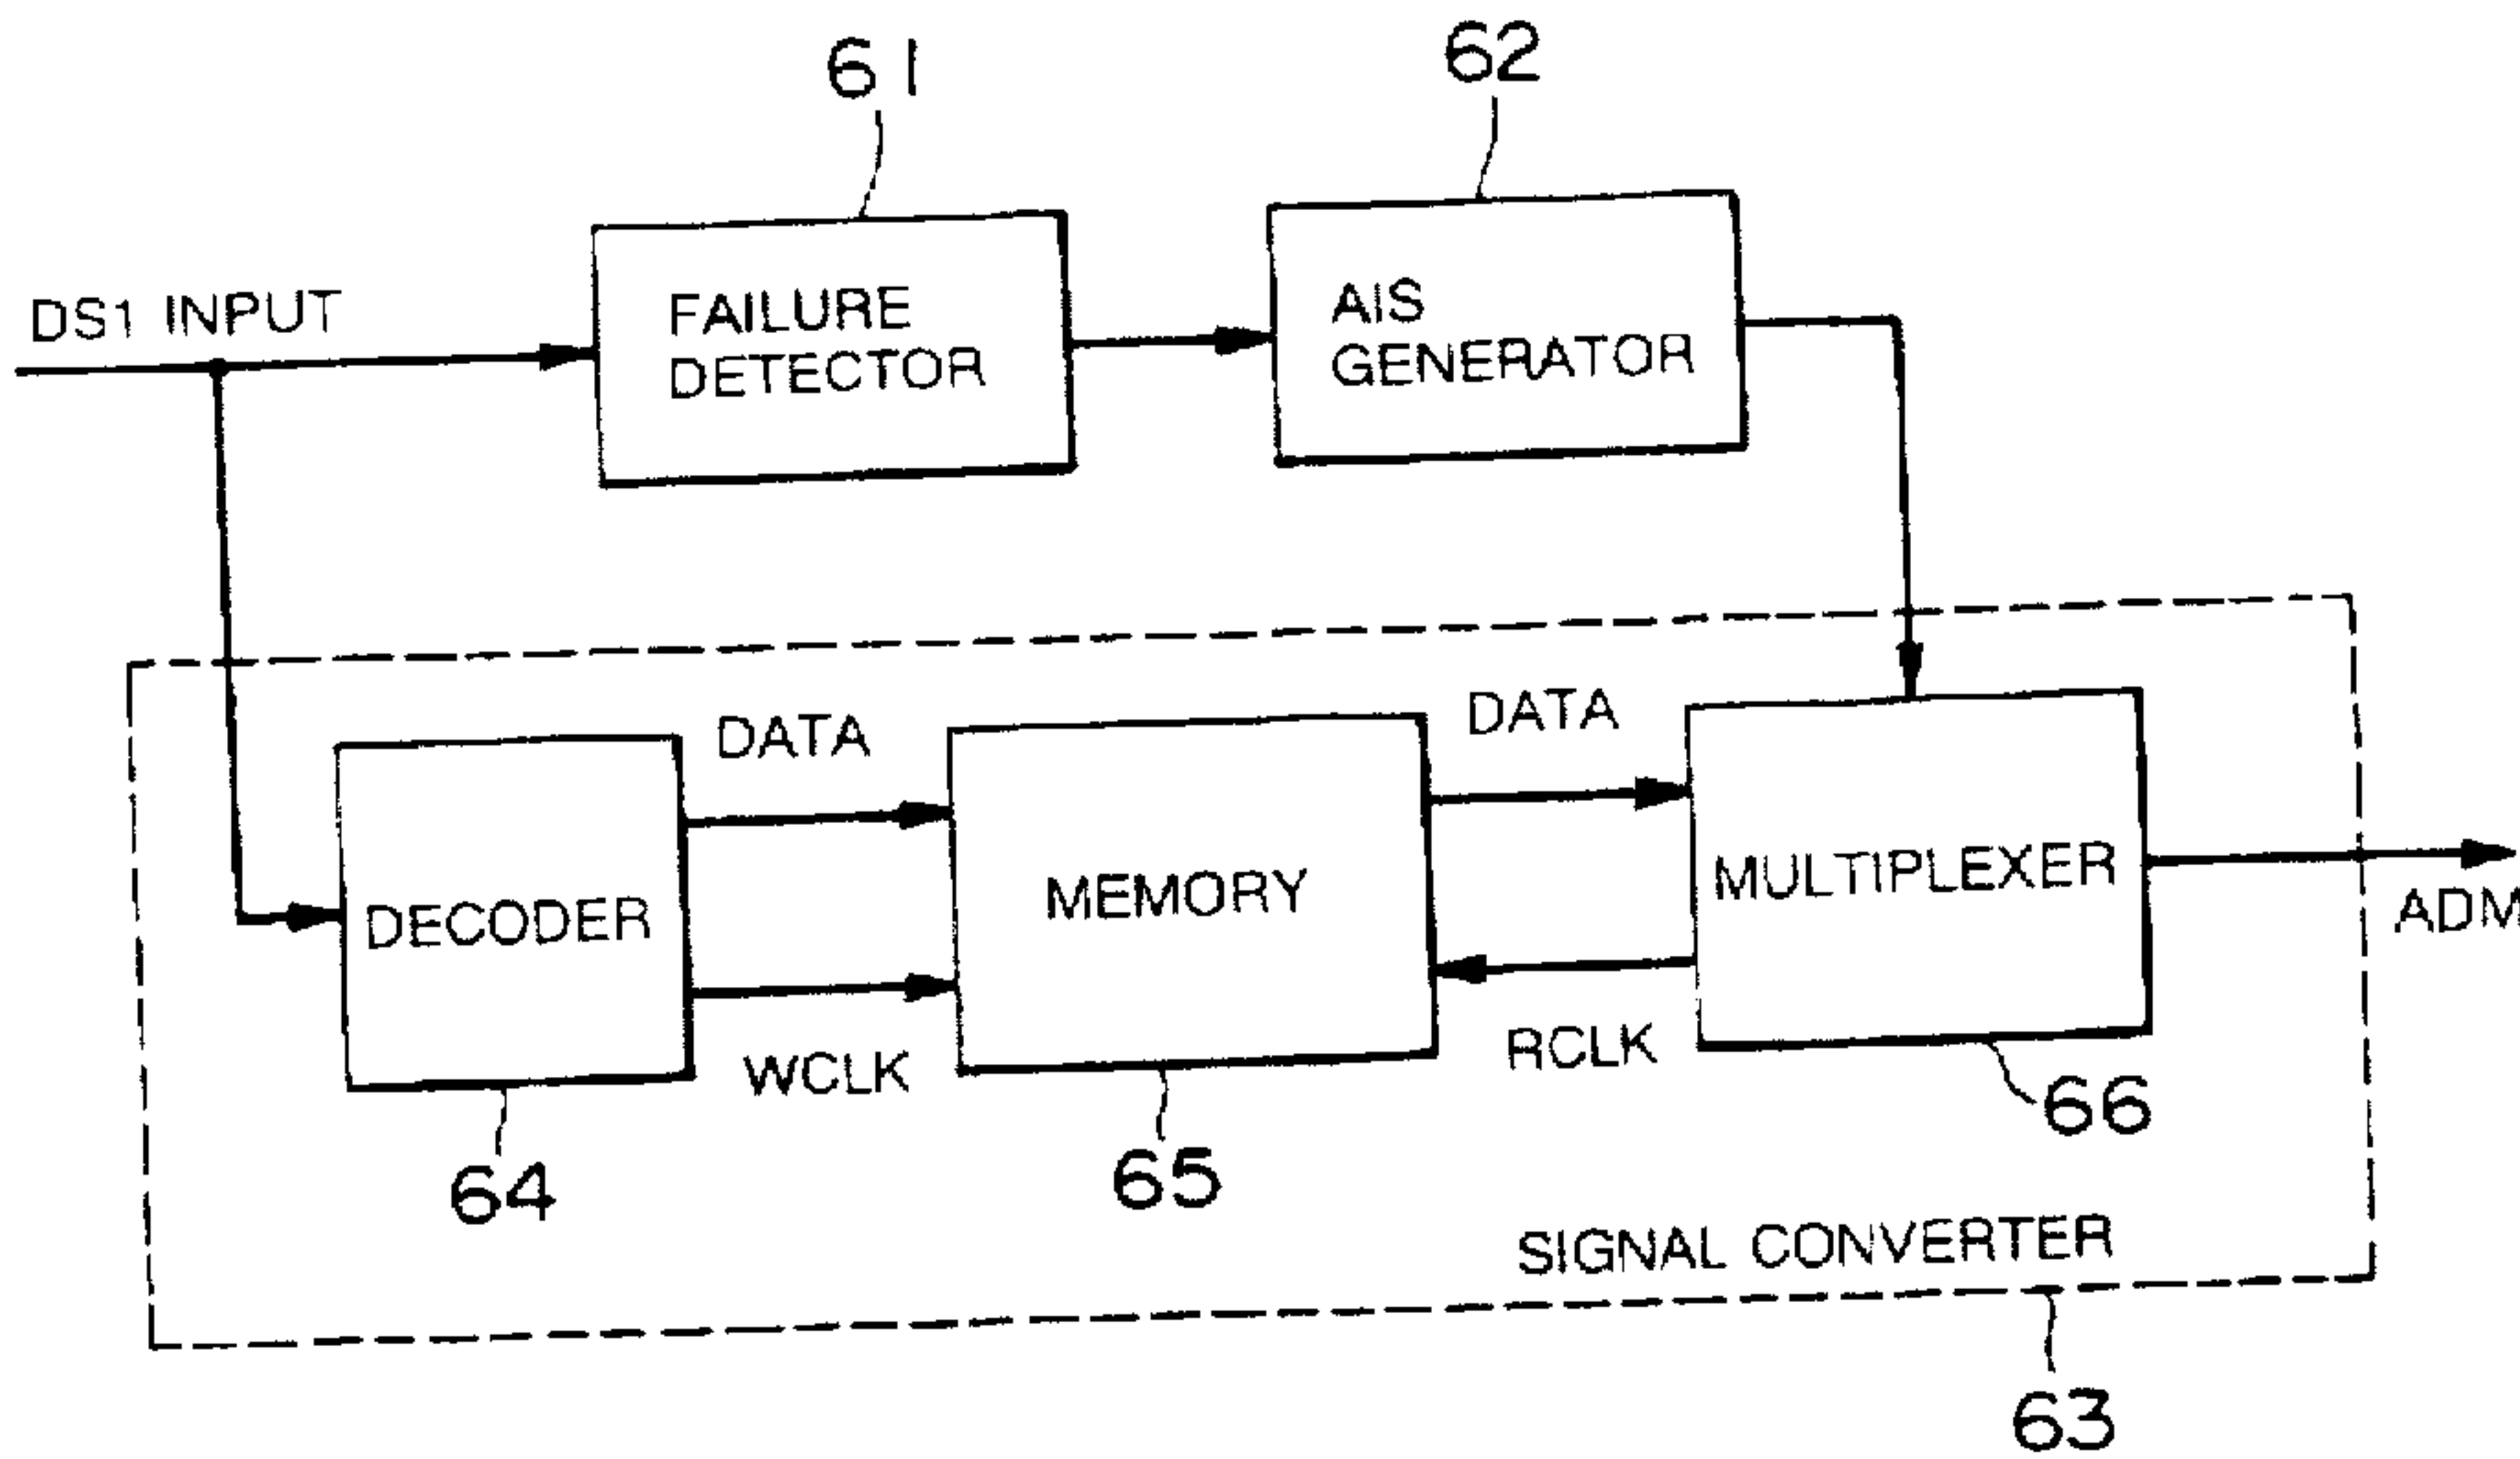 61
62
DS1 INPUT
FAILURE
DETECTOR
AIS
GENERATOR
DATA
DATA
DECODER
MEMORY
MULTIPLEXER
ADM
WCLK
RCLK
64
65
66
SIGNAL CONVERTER
63